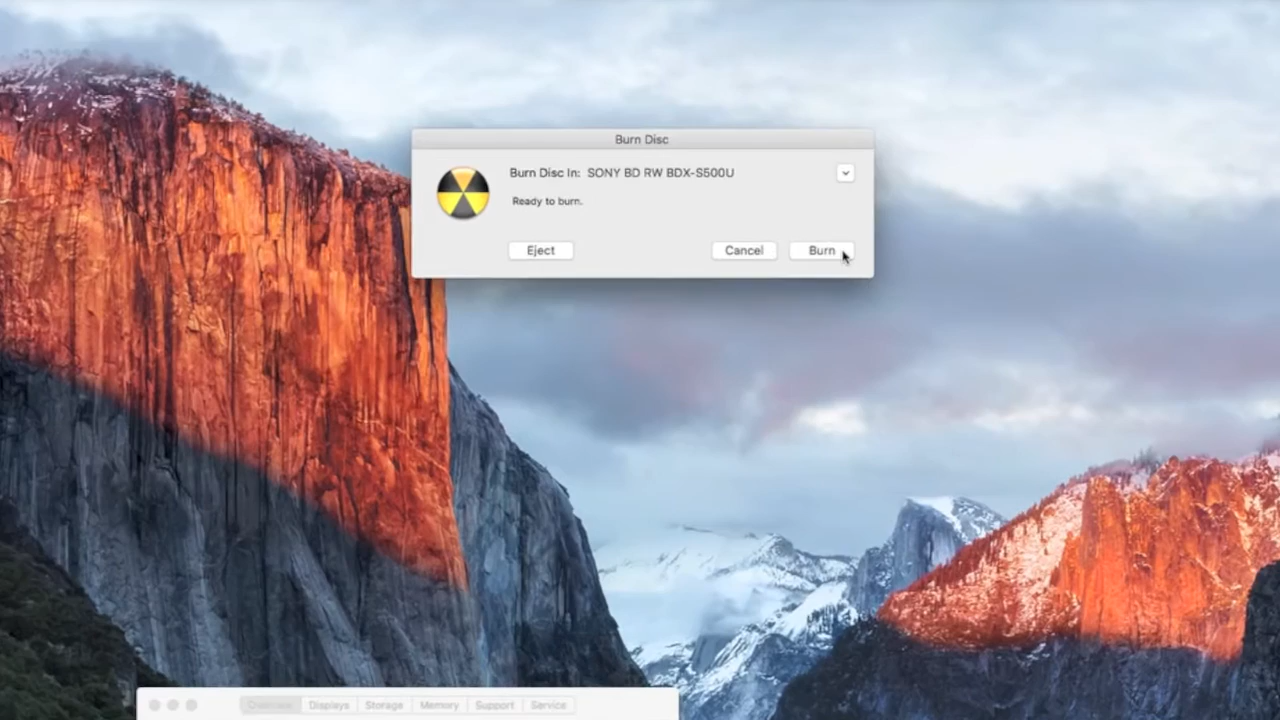 Burn Disc
Burn Disc In: SONY BD RW BDX-S500U
Ready to burn.
Eject Cancel Burn
Overview Displays Storage Memory Support Service